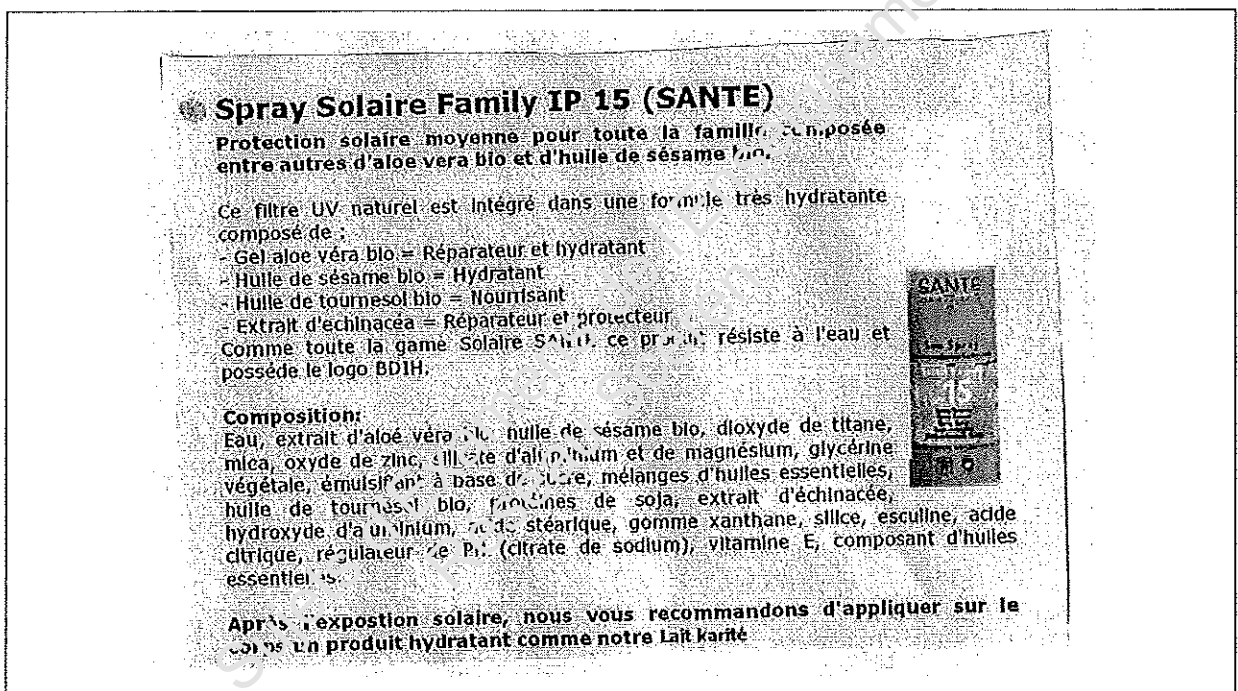 Spray Solaire Family IP 15 (SANTE)
Protection solaire moyenne pour toute la famille composée
entre autres d'aloe vera bio et d'huile de sésame bio.
Ce filtre UV naturel est intégré dans une formule très hydratante
composé de :
- Gel aloe véra bio = Réparateur et hydratant
- Huile de sésame bio = Hydratant
- Huile de tournesol bio = Nourrisant
- Extrait d'échinacéa = Réparateur et protecteur
Comme toute la game Solaire SANTE, ce produit résiste à l'eau et
posséde le logo BDIH.
SANTE
15
Composition:
Eau, extrait d'aloé véra bio, huile de sésame bio, dioxyde de titane,
mica, oxyde de zinc, silicate d'aluminium et de magnésium, glycérine
végétale, émulsifiant à base de sucre, mélanges d'huiles essentielles,
huile de tournesol bio, protéines de soja, extrait d'échinacée,
hydroxyde d'aluminium, acide stéarique, gomme xanthane, silice, esculine, acide
citrique, régulateur de PH (citrate de sodium), vitamine E, composant d'huiles
essentielles.
Après l'expostion solaire, nous vous recommandons d'appliquer sur le
corps un produit hydratant comme notre Lait karité